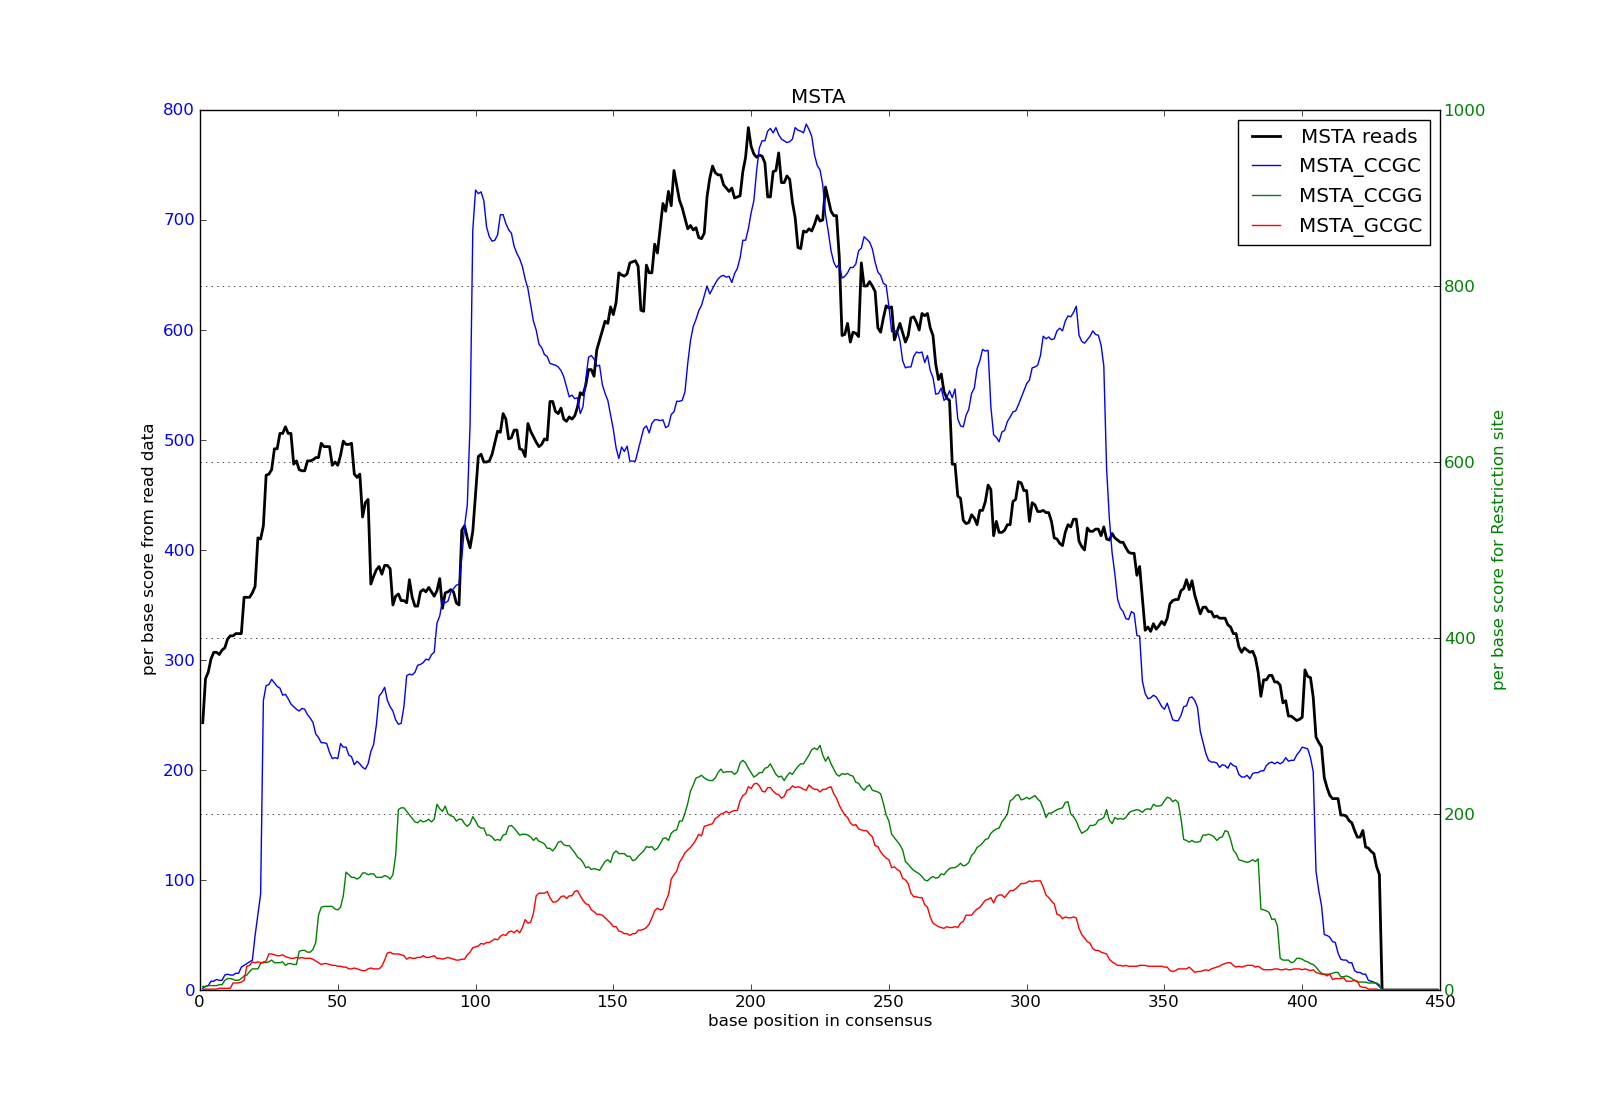 MSTA
800
700
600
500
400
300
200
100
0
per base score from read data
1000
800
600
400
200
0
per base score for Restriction site
MSTA reads
MSTA_CCGC
MSTA_CCGG
MSTA_GCGC
0 50 100 150 200 250 300 350 400 450
base position in consensus